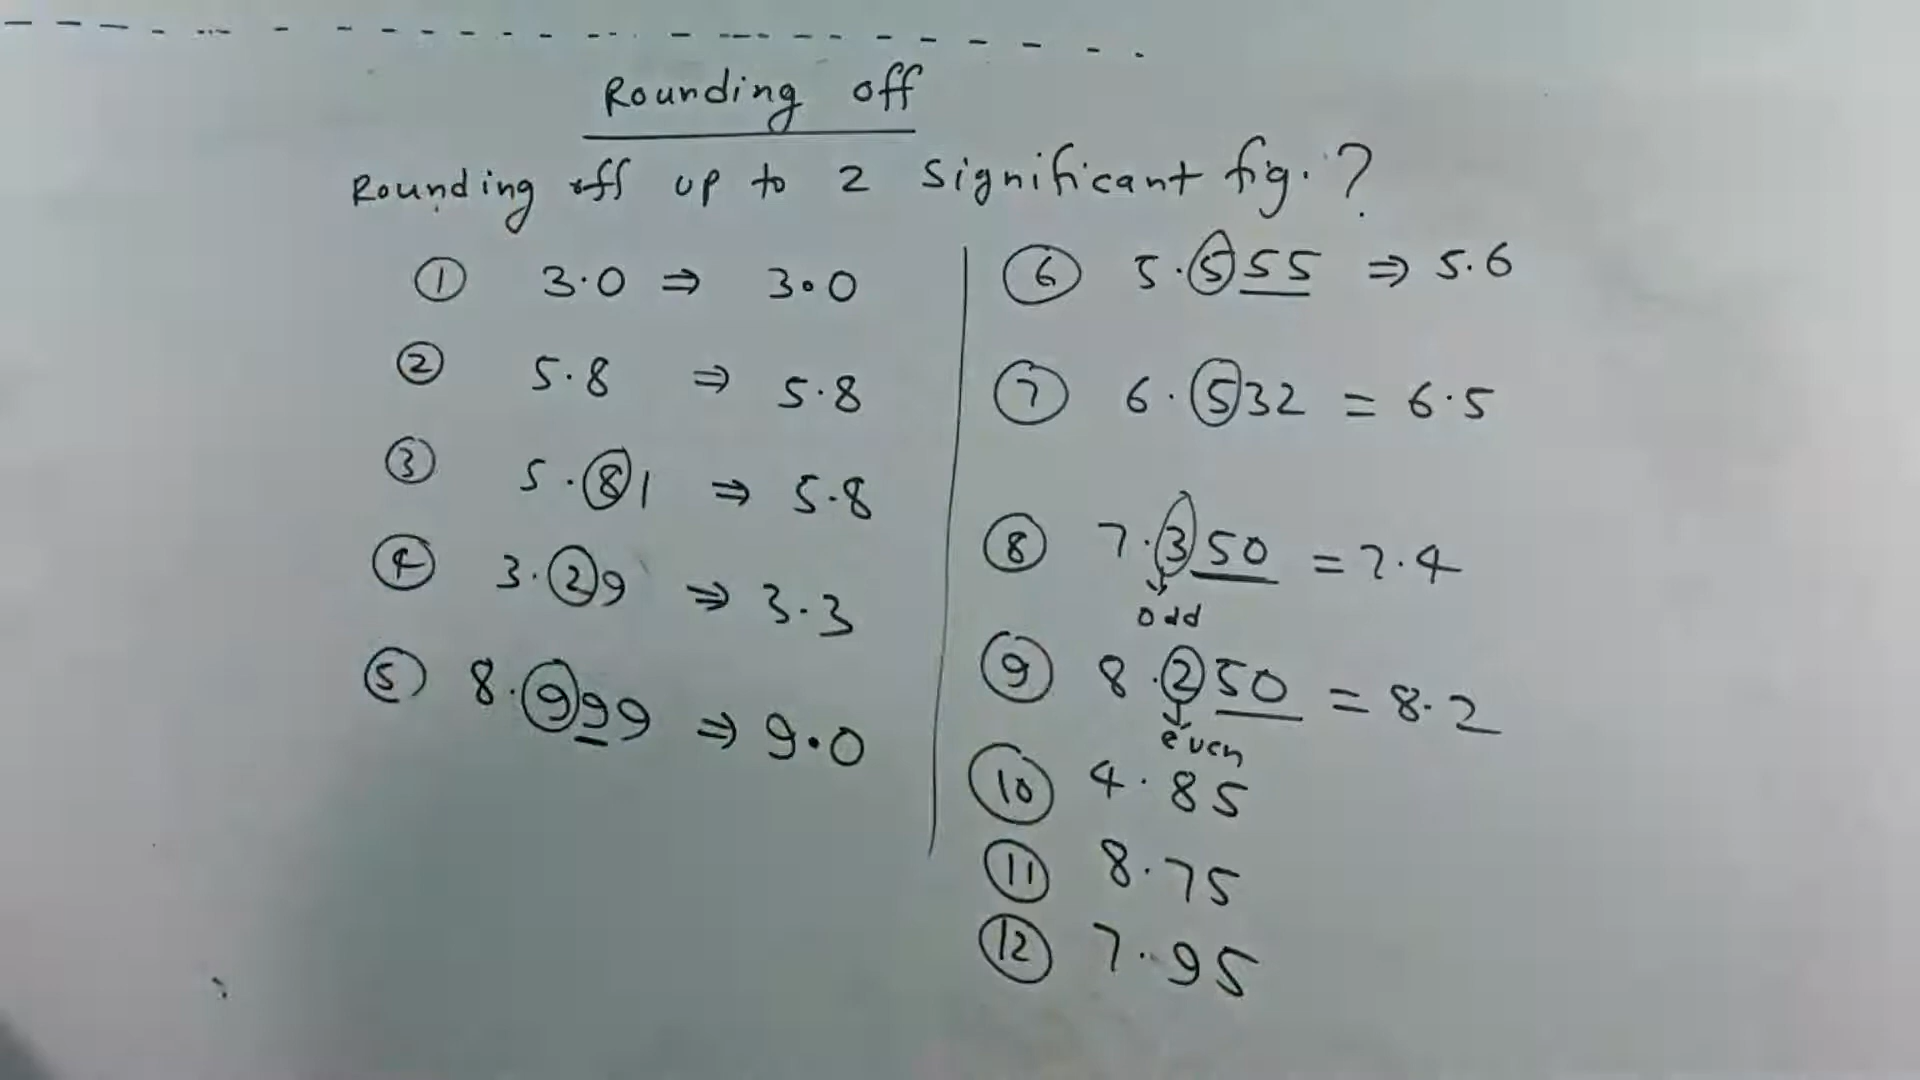 Rounding off
Rounding off up to 2 significant fig. ?
① 3.0 ⇒ 3.0
② 5.8 ⇒ 5.8
③ 5.81 ⇒ 5.8
④ 3.29 ⇒ 3.3
⑤ 8.999 ⇒ 9.0
⑥ 5.555 ⇒ 5.6
⑦ 6.532 = 6.5
⑧ 7.350 = 7.4
odd
⑨ 8.250 = 8.2
even
⑩ 4.85
⑪ 8.75
⑫ 7.95